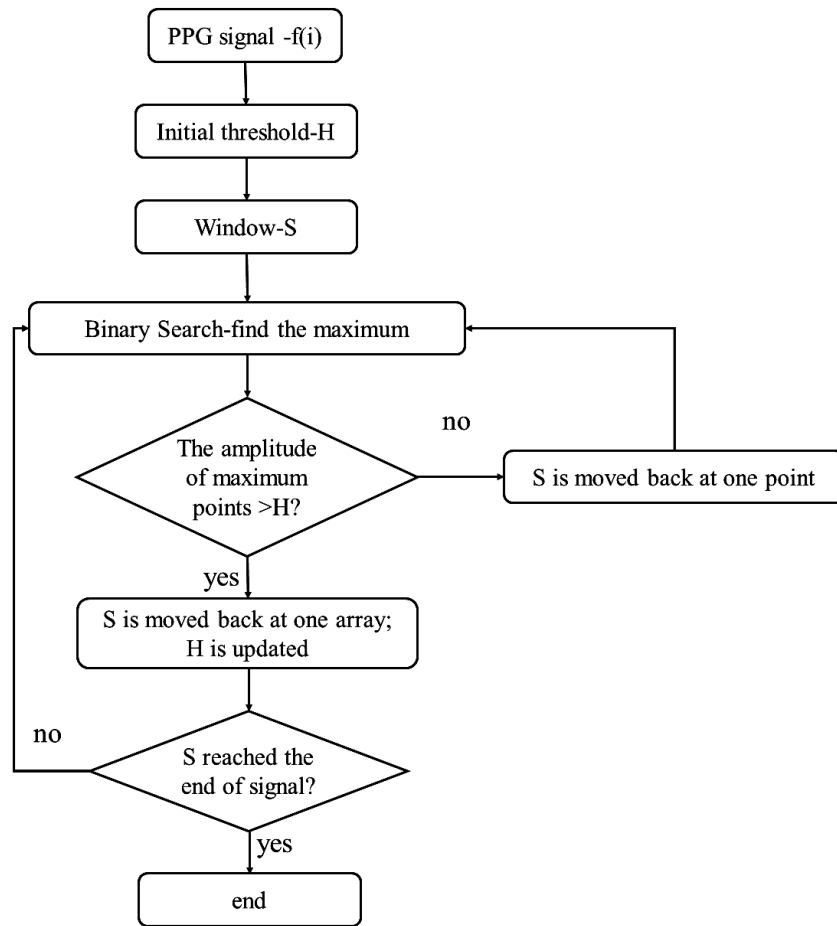 PPG signal -f(i)
Initial threshold-H
Window-S
Binary Search-find the maximum
The amplitude
of maximum
points >H?
no
S is moved back at one point
yes
S is moved back at one array;
H is updated
no
S reached the
end of signal?
yes
end